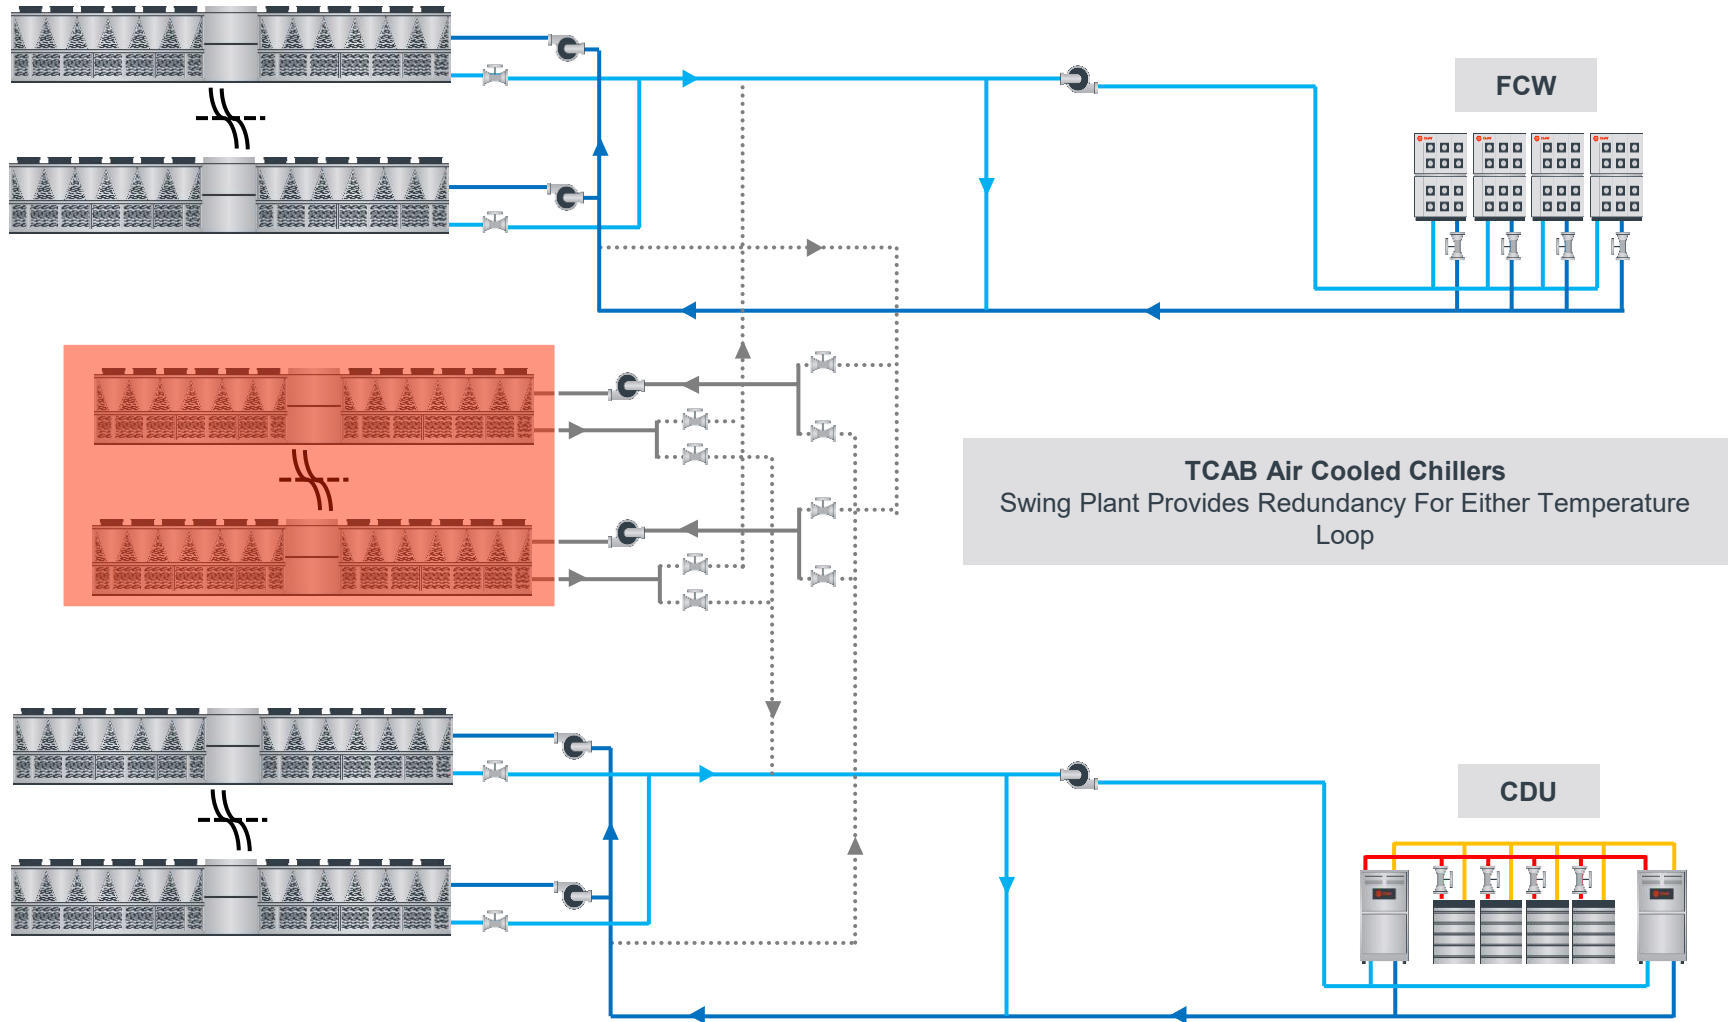 FCW
TCAB Air Cooled Chillers
Swing Plant Provides Redundancy For Either Temperature
Loop
CDU